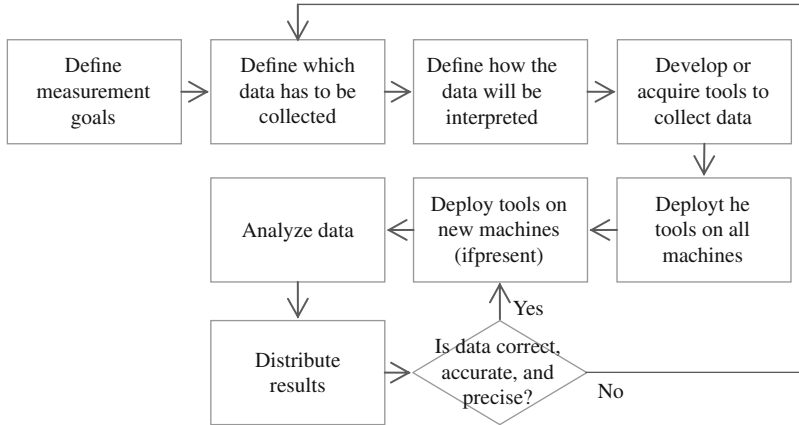 Define
measurement
goals
Define which
data has to be
collected
Define how the
data will be
interpreted
Develop or
acquire tools to
collect data
Analyze data
Deploy tools on
new machines
(ifpresent)
Deployt he
tools on all
machines
Yes
Distribute
results
Is data correct,
accurate, and
precise?
No